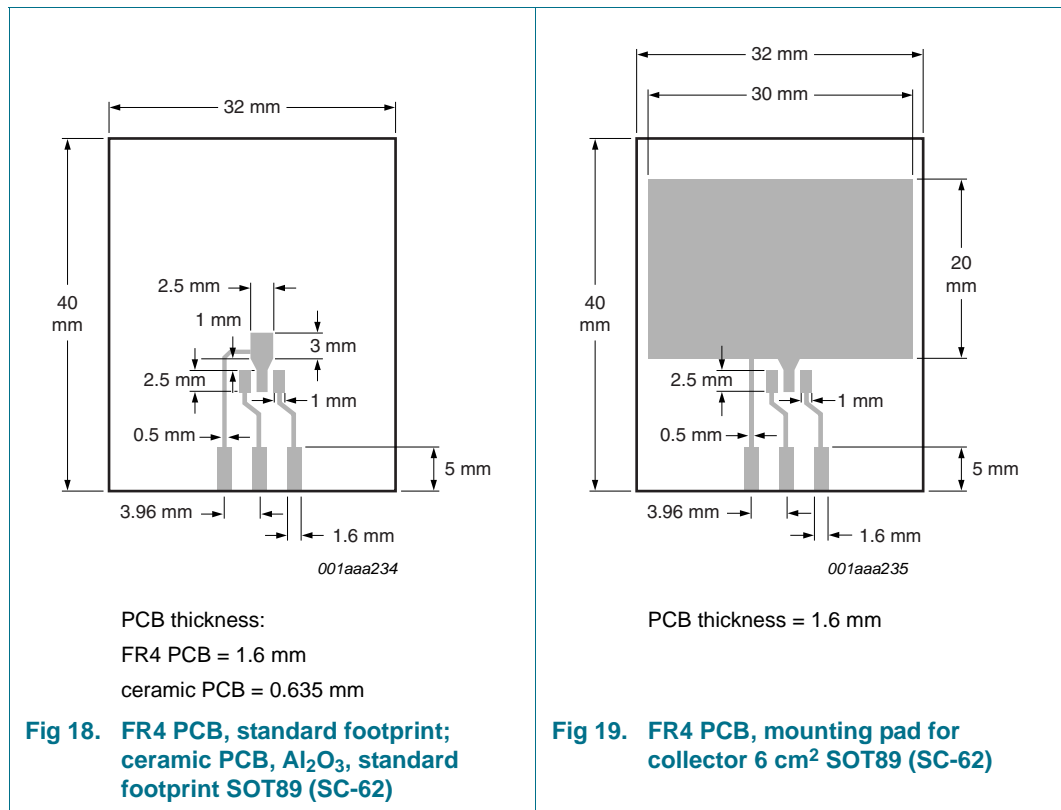 32 mm
40
mm
2.5 mm
1 mm
3 mm
2.5 mm
1 mm
0.5 mm
5 mm
3.96 mm
1.6 mm
001aaa234
PCB thickness:
FR4 PCB = 1.6 mm
ceramic PCB = 0.635 mm
Fig 18. FR4 PCB, standard footprint;
ceramic PCB, Al2O3, standard
footprint SOT89 (SC-62)
32 mm
30 mm
40
mm
20
mm
2.5 mm
1 mm
0.5 mm
5 mm
3.96 mm
1.6 mm
001aaa235
PCB thickness = 1.6 mm
Fig 19. FR4 PCB, mounting pad for
collector 6 cm² SOT89 (SC-62)